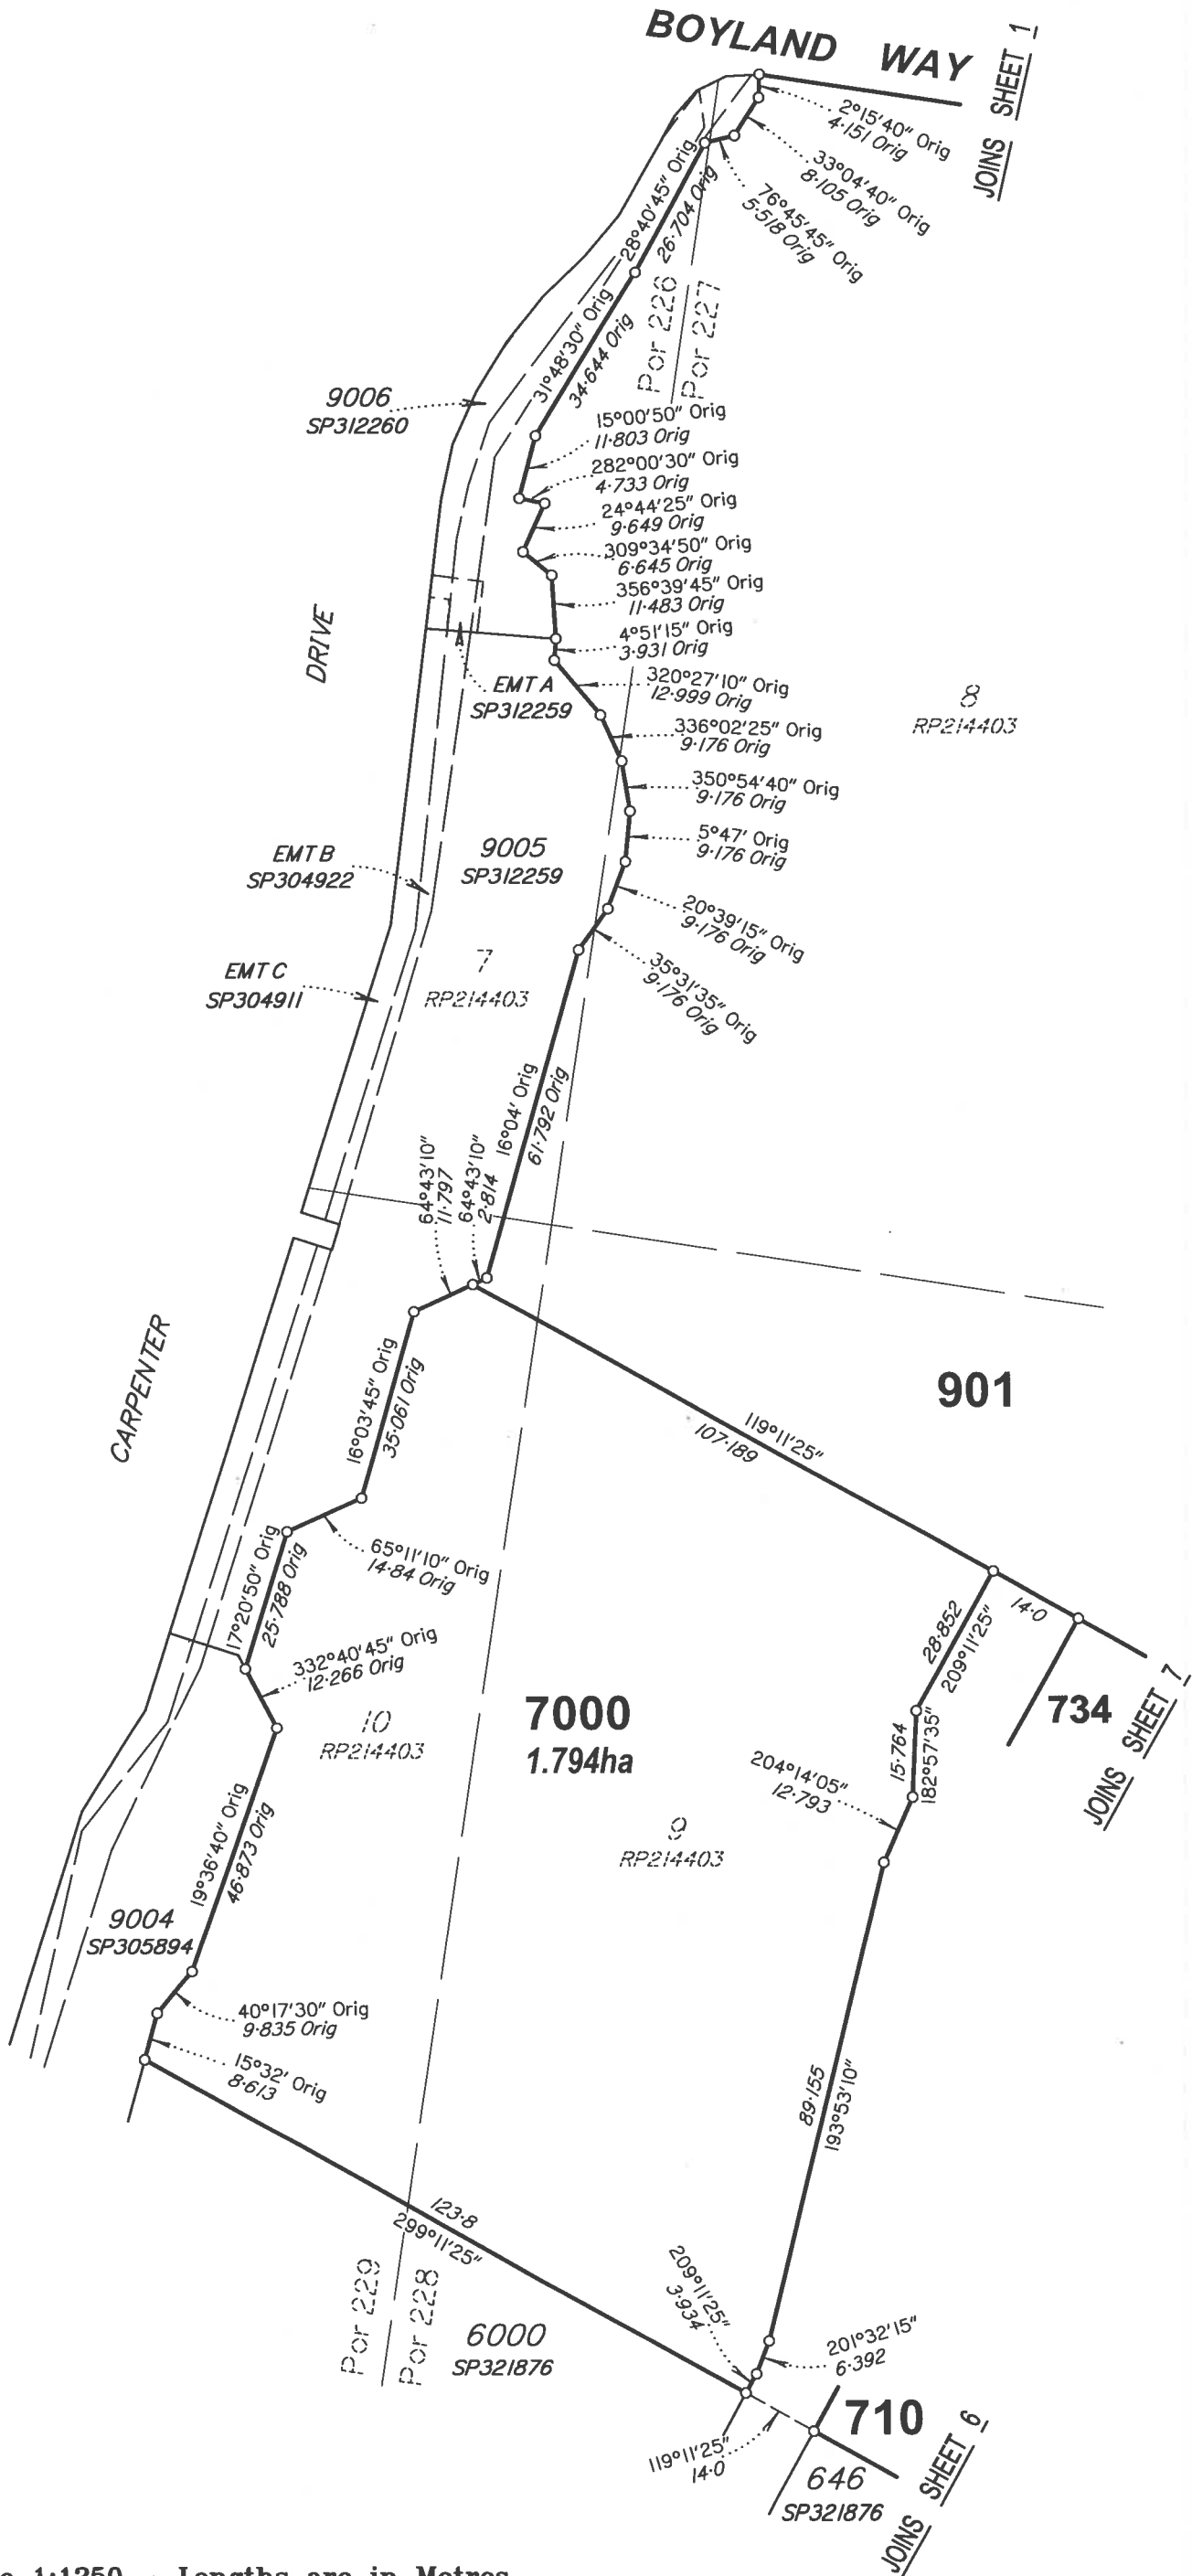 BOYLAND WAY
JOINS SHEET 1
2°15'40" Orig
4·151 Orig
33°04'40" Orig
8·105 Orig
76°45'45" Orig
5·518 Orig
28°40'45" Orig
26·704 Orig
Por 226
Por 227
31°48'30" Orig
34·644 Orig
9006
SP312260
15°00'50" Orig
11·803 Orig
282°00'30" Orig
4·733 Orig
24°44'25" Orig
9·649 Orig
309°34'50" Orig
6·645 Orig
356°39'45" Orig
11·483 Orig
4°51'15" Orig
3·931 Orig
DRIVE
EMT A
SP312259
320°27'10" Orig
12·999 Orig
8
RP214403
336°02'25" Orig
9·176 Orig
350°54'40" Orig
9·176 Orig
5°47' Orig
9·176 Orig
EMT B
SP304922
9005
SP312259
20°39'15" Orig
9·176 Orig
35°31'35" Orig
9·176 Orig
EMT C
SP304911
7
RP214403
16°04' Orig
61·792 Orig
64°43'10"
11·797
64°43'10"
2·814
CARPENTER
16°03'45" Orig
35·061 Orig
901
119°11'25"
107·189
65°11'10" Orig
14·84 Orig
17°20'50" Orig
25·788 Orig
14·0
28·852
209°11'25"
332°40'45" Orig
12·266 Orig
734
JOINS SHEET 7
10
RP214403
7000
1.794ha
15·764
182°57'35"
204°14'05"
12·793
9
RP214403
19°36'40" Orig
46·873 Orig
9004
SP305894
40°17'30" Orig
9·835 Orig
15°32' Orig
8·613
89·155
193°53'10"
123·8
299°11'25"
Por 229
Por 228
6000
SP321876
209°11'25"
3·934
201°32'15"
6·392
710
119°11'25"
14·0
646
SP321876
JOINS SHEET 6
1:1250 - Lengths are in Metres